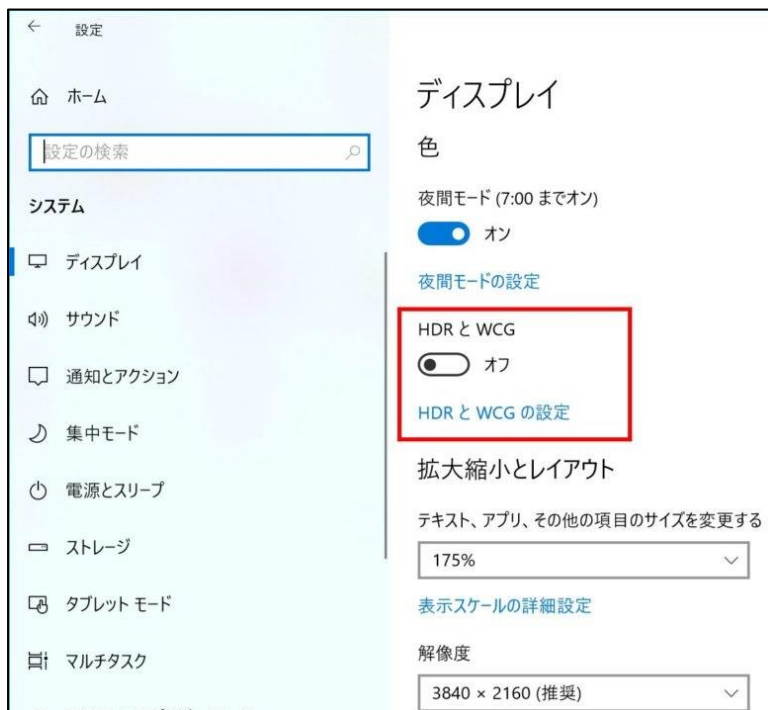 設定
ホーム
設定の検索
システム
ディスプレイ
サウンド
通知とアクション
集中モード
電源とスリープ
ストレージ
タブレット モード
マルチタスク
ディスプレイ
色
夜間モード (7:00 までオン)
オン
夜間モードの設定
HDR と WCG
オフ
HDR と WCG の設定
拡大縮小とレイアウト
テキスト、アプリ、その他の項目のサイズを変更する
175%
表示スケールの詳細設定
解像度
3840 × 2160 (推奨)